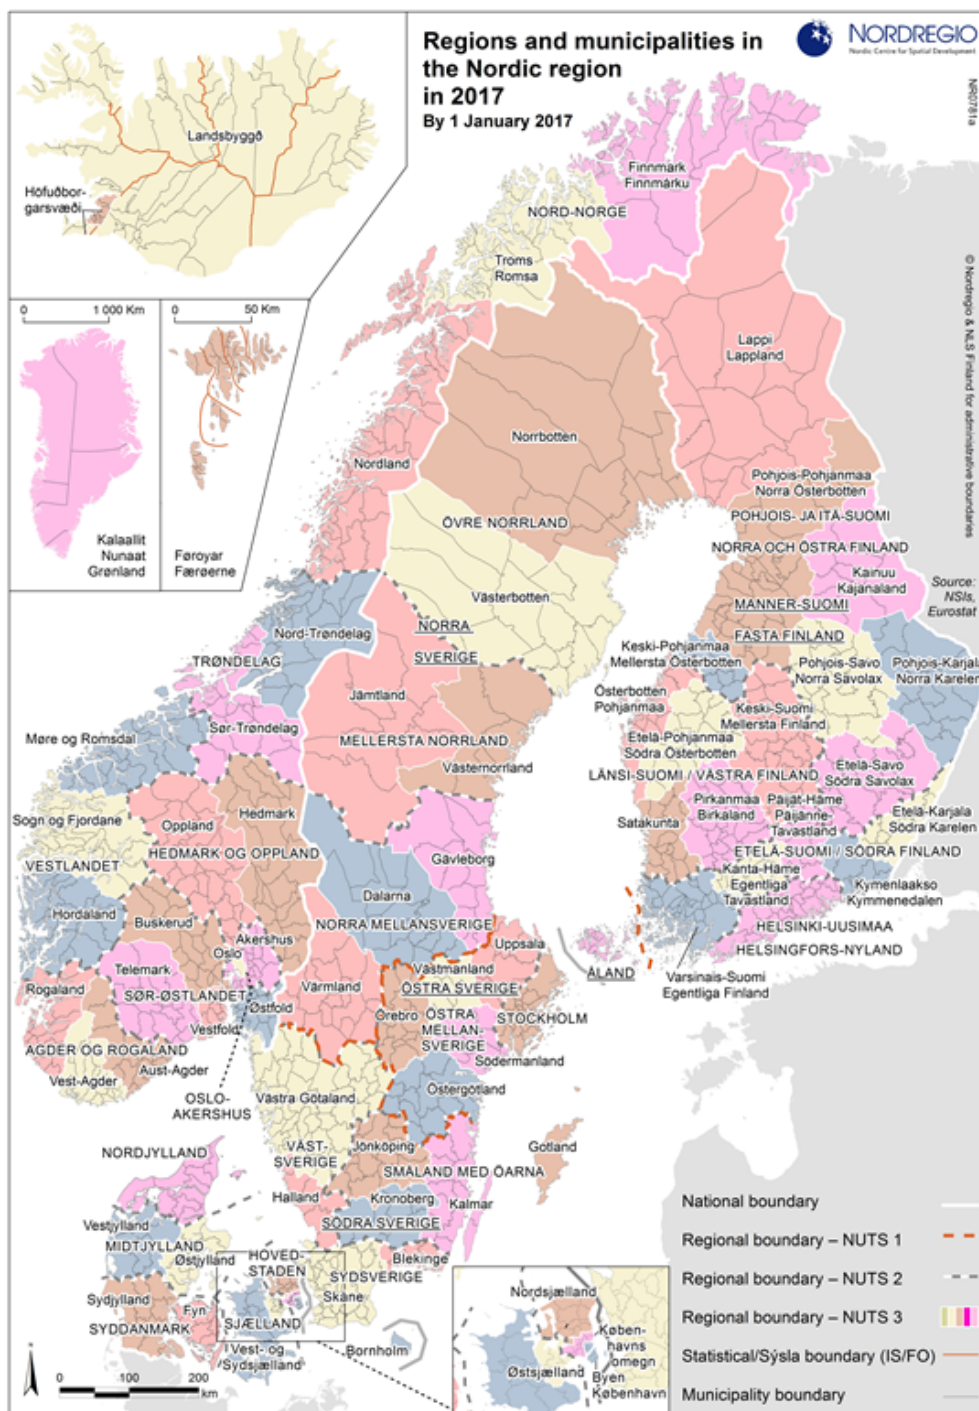 Regions and municipalities in
the Nordic region
in 2017
By 1 January 2017
NORDREGIO
Nordic Centre for Spatial Development
NR0781a
© Nordregio & NLS Finland for administrative boundaries
Source:
NSIs,
Eurostat
Landsbyggð
Höfuðbor-
garsvæði
0 1 000 Km
Kalaallit
Nunaat
Grønland
0 50 Km
Føroyar
Færøerne
Finnmark
Finnmárku
NORD-NORGE
Troms
Romsa
Lappi
Lappland
Norrbotten
Nordland
Pohjois-Pohjanmaa
Norra Österbotten
POHJOIS- JA ITÄ-SUOMI
ÖVRE NORRLAND
NORRA OCH ÖSTRA FINLAND
Kainuu
Kajanaland
Västerbotten
MANNER-SUOMI
FASTA FINLAND
NORRA
SVERIGE
Nord-Trøndelag
TRØNDELAG
Keski-Pohjanmaa
Mellersta Österbotten
Pohjois-Savo
Norra Savolax
Pohjois-Karjala
Norra Karelen
Jämtland
Österbotten
Pohjanmaa
Keski-Suomi
Mellersta Finland
Sør-Trøndelag
Møre og Romsdal
MELLERSTA NORRLAND
Etelä-Pohjanmaa
Södra Österbotten
Västernorrland
LÄNSI-SUOMI / VÄSTRA FINLAND
Etelä-Savo
Södra Savolax
Sogn og Fjordane
Oppland
Hedmark
Satakunta
Pirkanmaa
Birkaland
Päijät-Häme
Päijänne-
Tavastland
Etelä-Karjala
Södra Karelen
VESTLANDET
HEDMARK OG OPPLAND
Gävleborg
ETELÄ-SUOMI / SÖDRA FINLAND
Kanta-Häme
Egentliga
Tavastland
Kymenlaakso
Kymmenedalen
Dalarna
Hordaland
Buskerud
NORRA MELLANSVERIGE
HELSINKI-UUSIMAA
HELSINGFORS-NYLAND
Akershus
Oslo
Uppsala
Telemark
Västmanland
ÅLAND
Varsinais-Suomi
Egentliga Finland
Rogaland
SØR-ØSTLANDET
Värmland
ÖSTRA SVERIGE
Østfold
Örebro
ÖSTRA
MELLAN-
SVERIGE
STOCKHOLM
Vestfold
AGDER OG ROGALAND
Södermanland
Vest-Agder
Aust-Agder
Östergötland
OSLO-
AKERSHUS
Västra Götaland
NORDJYLLAND
VÄST-
SVERIGE
Jönköping
Gotland
SMÅLAND MED ÖARNA
Halland
Kronoberg
Kalmar
Vestjylland
SÖDRA SVERIGE
MIDTJYLLAND
Østjylland
HOVED-
STADEN
Blekinge
SYDSVERIGE
Skåne
Sydjylland
Fyn
SYDDANMARK
SJÆLLAND
Vest- og
Sydsjælland
Bornholm
0 100 200
km
Nordsjælland
Køben-
havns
omegn
Østsjælland
Byen
København
National boundary
Regional boundary – NUTS 1
Regional boundary – NUTS 2
Regional boundary – NUTS 3
Statistical/Sýsla boundary (IS/FO)
Municipality boundary